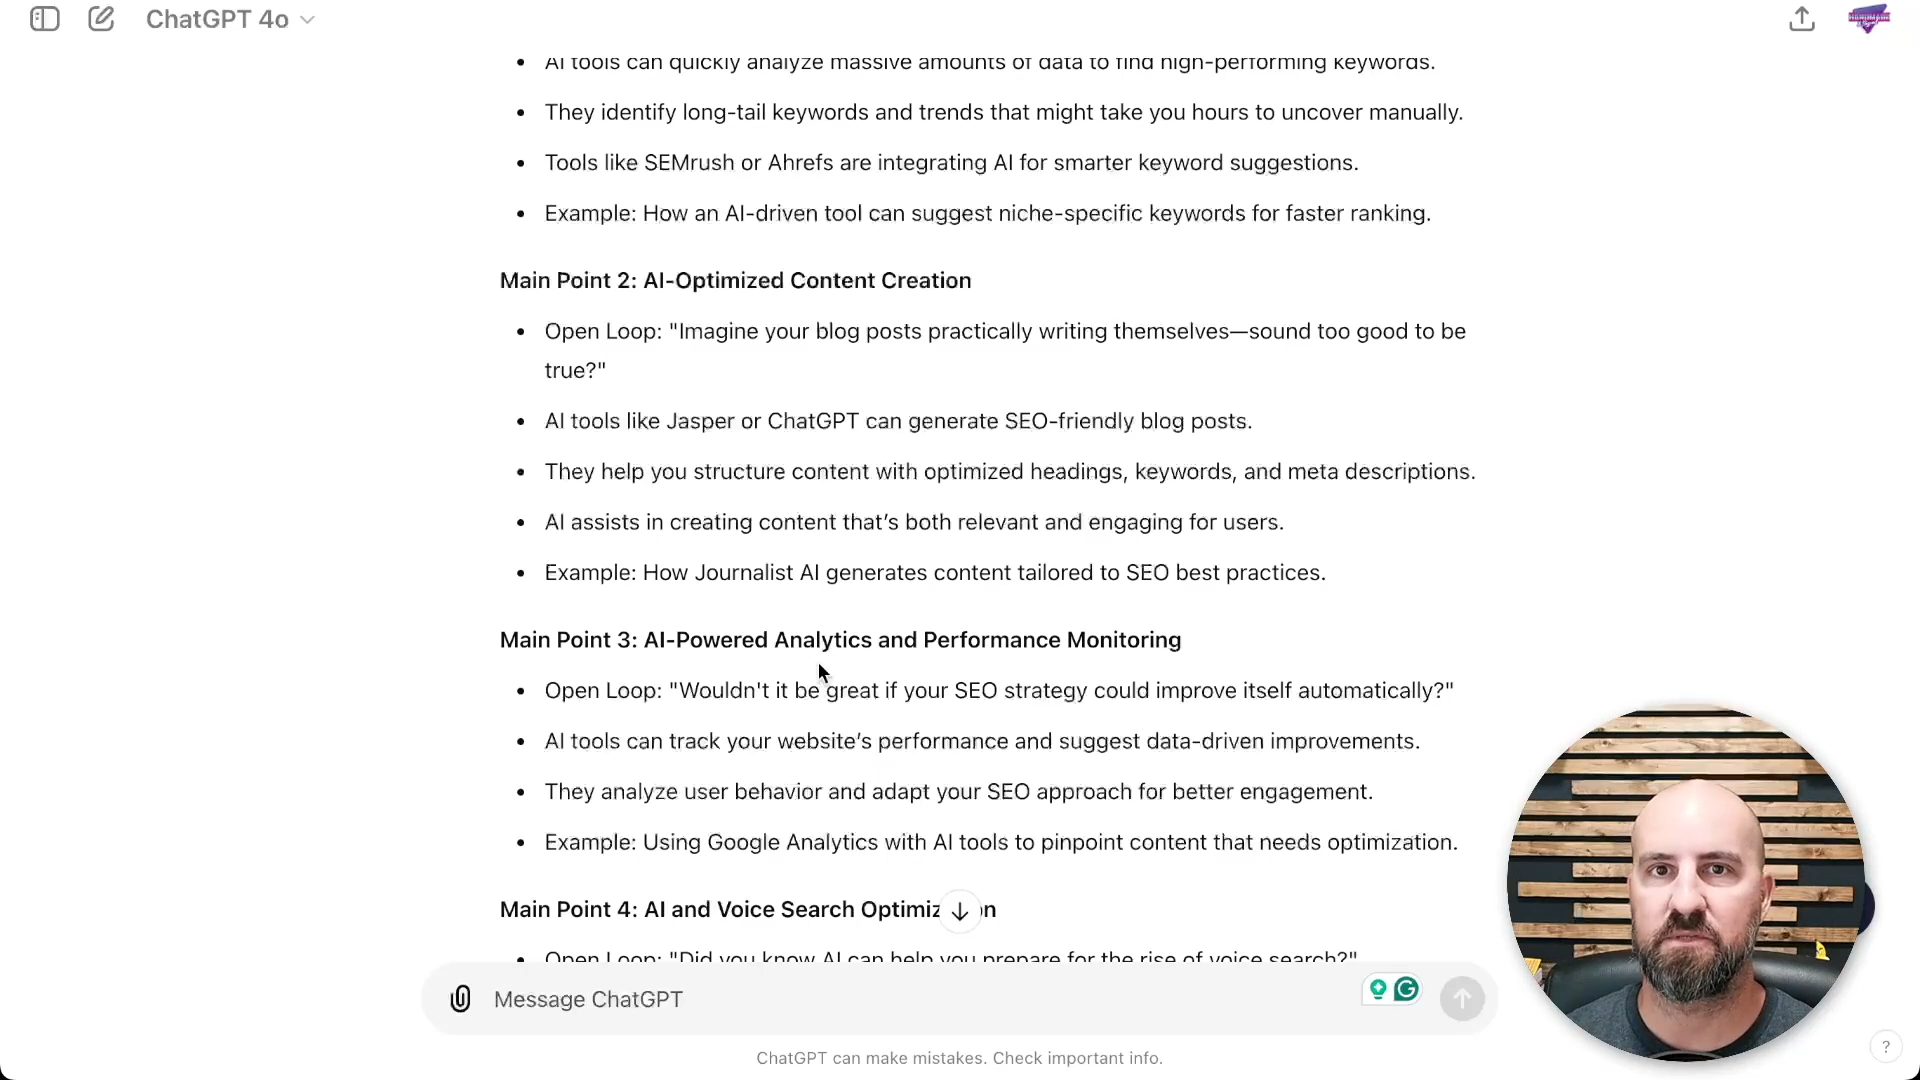 ChatGPT 4o
AI tools can quickly analyze massive amounts of data to find high-performing keywords.
They identify long-tail keywords and trends that might take you hours to uncover manually.
Tools like SEMrush or Ahrefs are integrating AI for smarter keyword suggestions.
Example: How an AI-driven tool can suggest niche-specific keywords for faster ranking.
Main Point 2: AI-Optimized Content Creation
Open Loop: "Imagine your blog posts practically writing themselves—sound too good to be
true?"
AI tools like Jasper or ChatGPT can generate SEO-friendly blog posts.
They help you structure content with optimized headings, keywords, and meta descriptions.
AI assists in creating content that’s both relevant and engaging for users.
Example: How Journalist AI generates content tailored to SEO best practices.
Main Point 3: AI-Powered Analytics and Performance Monitoring
Open Loop: "Wouldn't it be great if your SEO strategy could improve itself automatically?"
AI tools can track your website’s performance and suggest data-driven improvements.
They analyze user behavior and adapt your SEO approach for better engagement.
Example: Using Google Analytics with AI tools to pinpoint content that needs optimization.
Main Point 4: AI and Voice Search Optimization
Open Loop: "Did you know AI can help you prepare for the rise of voice search?"
Message ChatGPT
ChatGPT can make mistakes. Check important info.
?